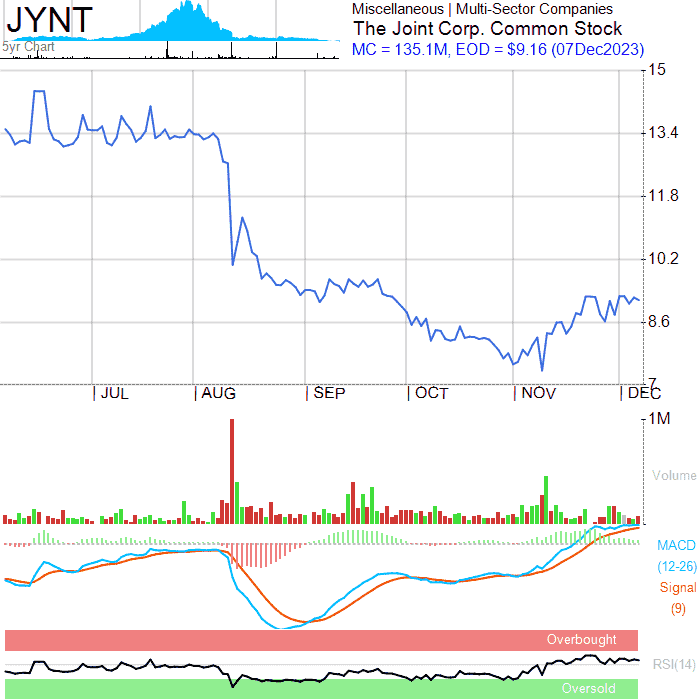 JYNT
5yr Chart
Miscellaneous | Multi-Sector Companies
The Joint Corp. Common Stock
MC = 135.1M, EOD = $9.16 (07Dec2023)
15
13.4
11.8
10.2
8.6
7
JUL
AUG
SEP
OCT
NOV
DEC
1M
Volume
MACD
(12-26)
Signal
(9)
Overbought
RSI(14)
Oversold